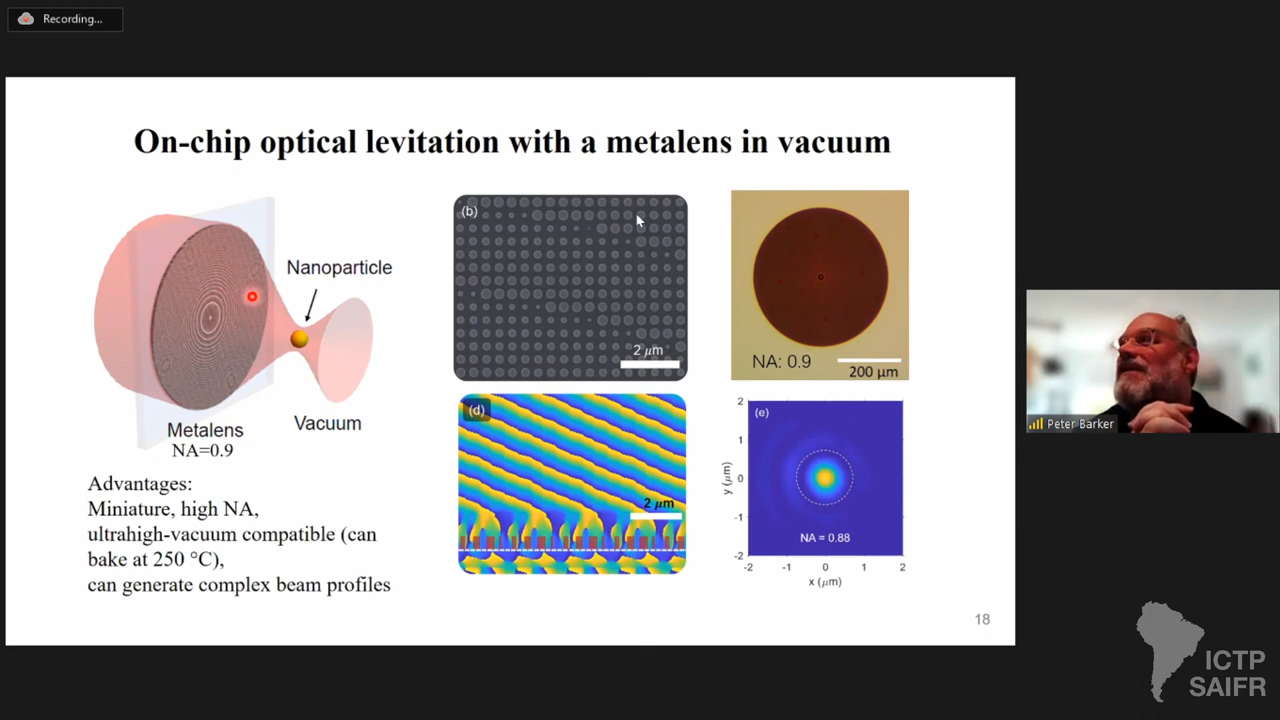 Recording...
On-chip optical levitation with a metalens in vacuum
Nanoparticle
Vacuum
Metalens
NA=0.9
Advantages:
Miniature, high NA,
ultrahigh-vacuum compatible (can
bake at 250 °C),
can generate complex beam profiles
(b)
2 μm
NA: 0.9
200 μm
(d)
2 μm
(e)
2
1
0
-1
-2
y (μm)
NA = 0.88
-2 -1 0 1 2
x (μm)
18
Peter Barker
ICTP
SAIFR